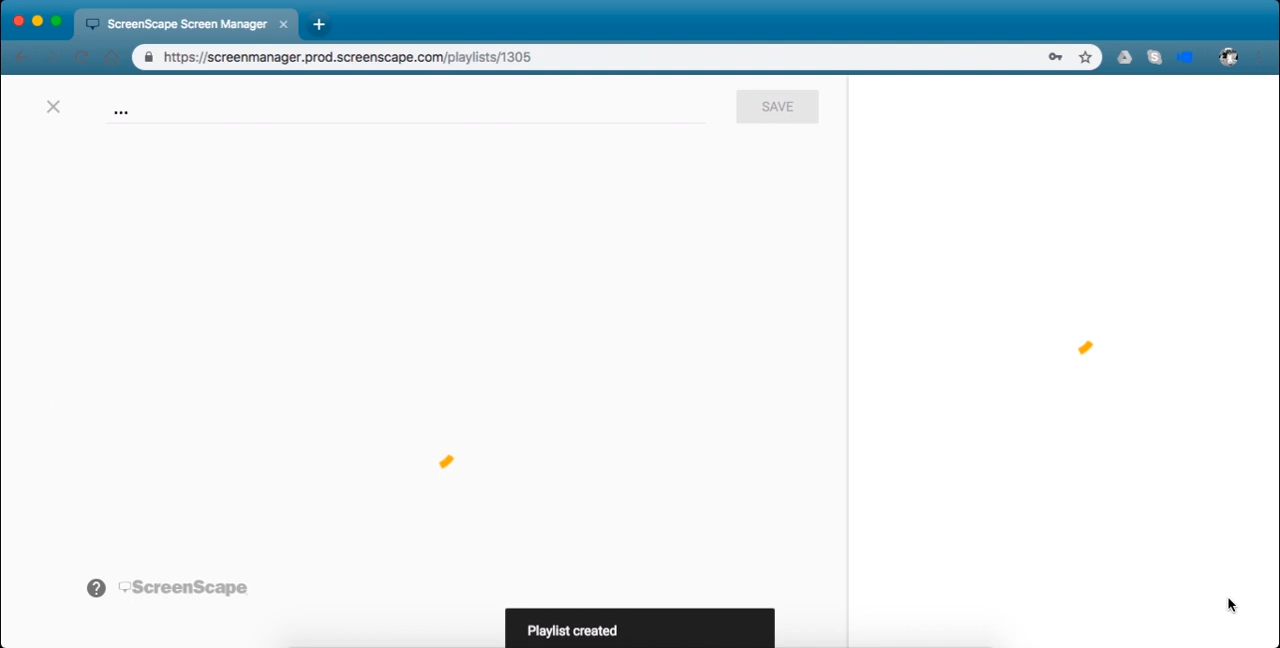 ScreenScape Screen Manager
https://screenmanager.prod.screenscape.com/playlists/1305
...
SAVE
? ScreenScape
Playlist created